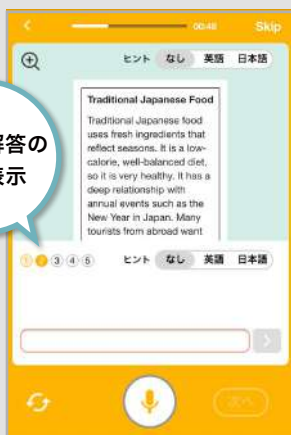 00:48 Skip
ヒント なし 英語 日本語
Traditional Japanese Food
Traditional Japanese food
uses fresh ingredients that
reflect seasons. It is a low-
calorie, well-balanced diet,
so it is very healthy. It has a
deep relationship with
annual events such as the
New Year in Japan. Many
tourists from abroad want
解答の
表示
1 2 3 4 5 ヒント なし 英語 日本語
次へ